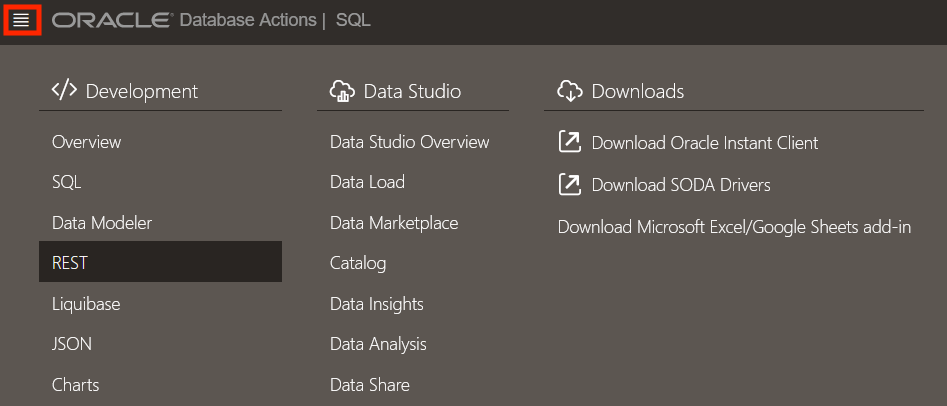 ORACLE Database Actions | SQL
Development
Overview
SQL
Data Modeler
REST
Liquibase
JSON
Charts
Data Studio
Data Studio Overview
Data Load
Data Marketplace
Catalog
Data Insights
Data Analysis
Data Share
Downloads
Download Oracle Instant Client
Download SODA Drivers
Download Microsoft Excel/Google Sheets add-in